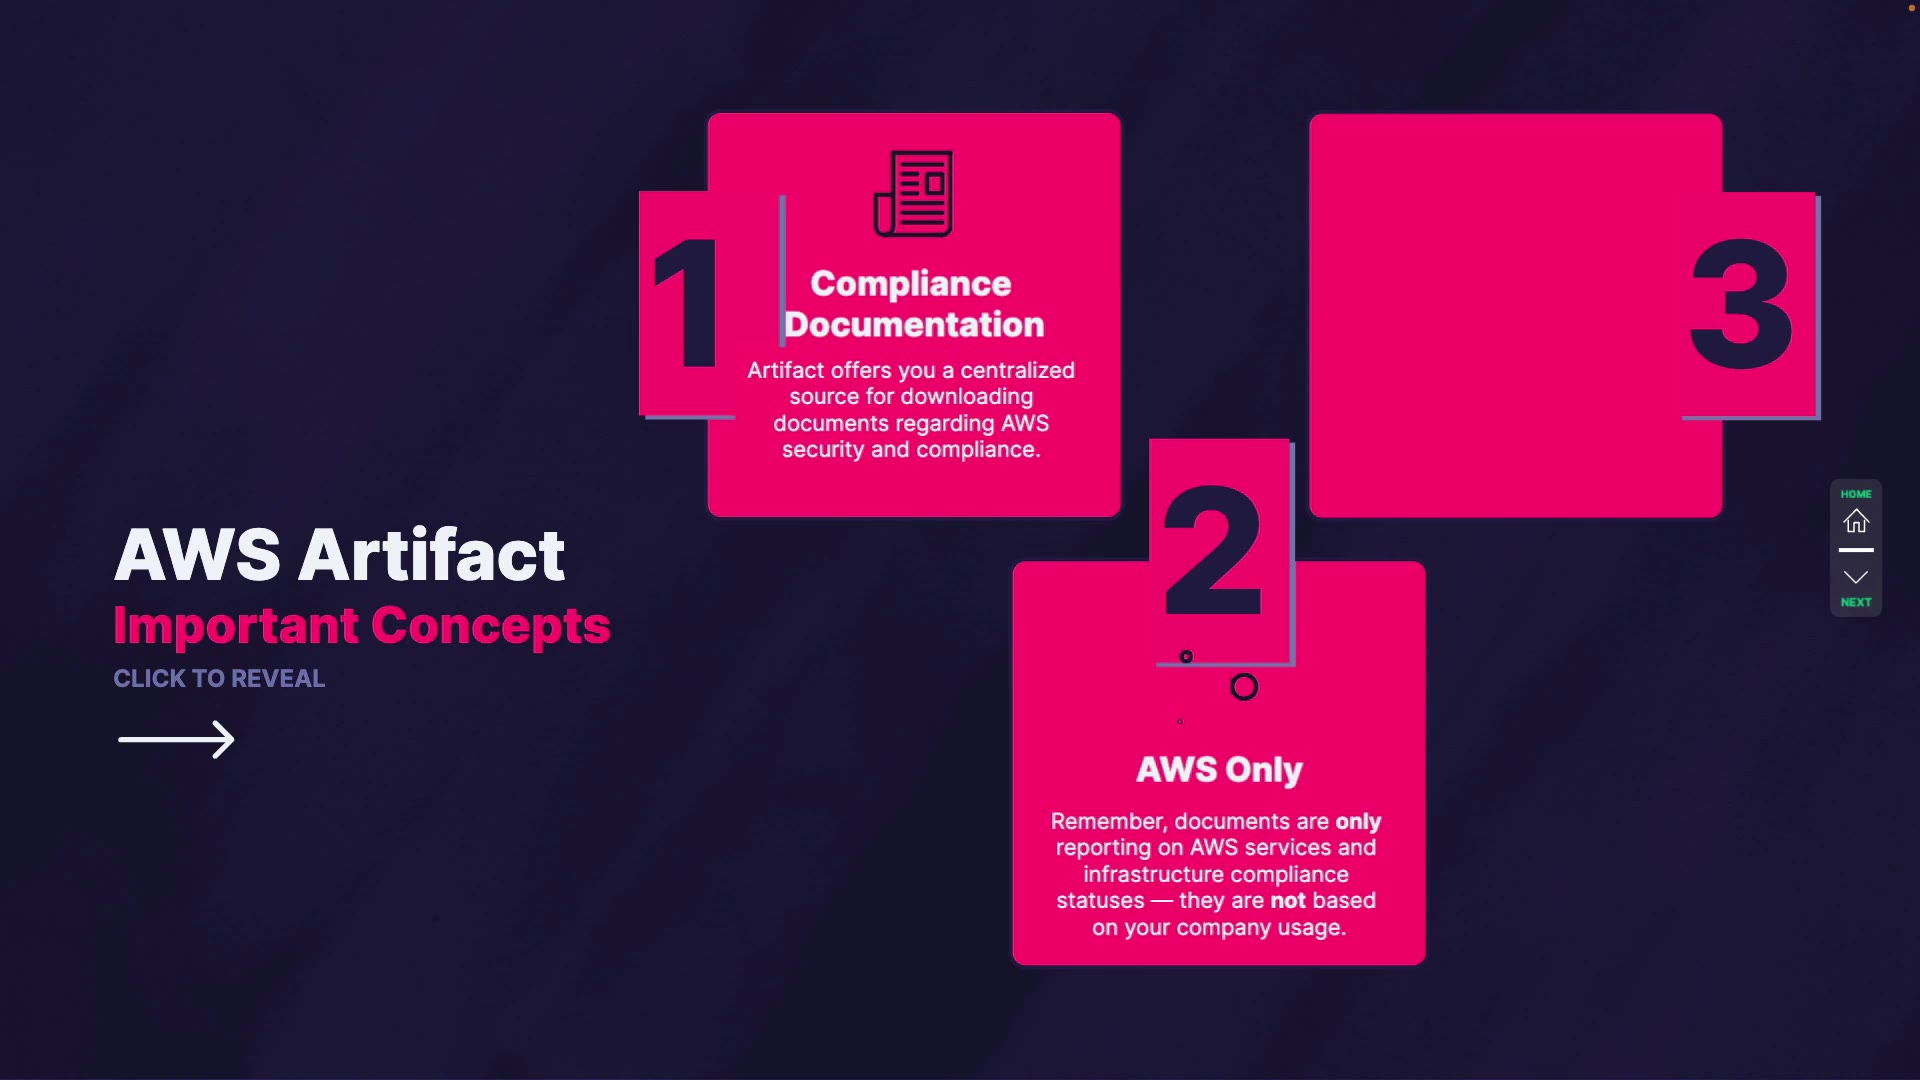 AWS Artifact
Important Concepts
CLICK TO REVEAL
1
Compliance
Documentation
Artifact offers you a centralized
source for downloading
documents regarding AWS
security and compliance.
2
AWS Only
Remember, documents are only
reporting on AWS services and
infrastructure compliance
statuses — they are not based
on your company usage.
3
HOME
NEXT